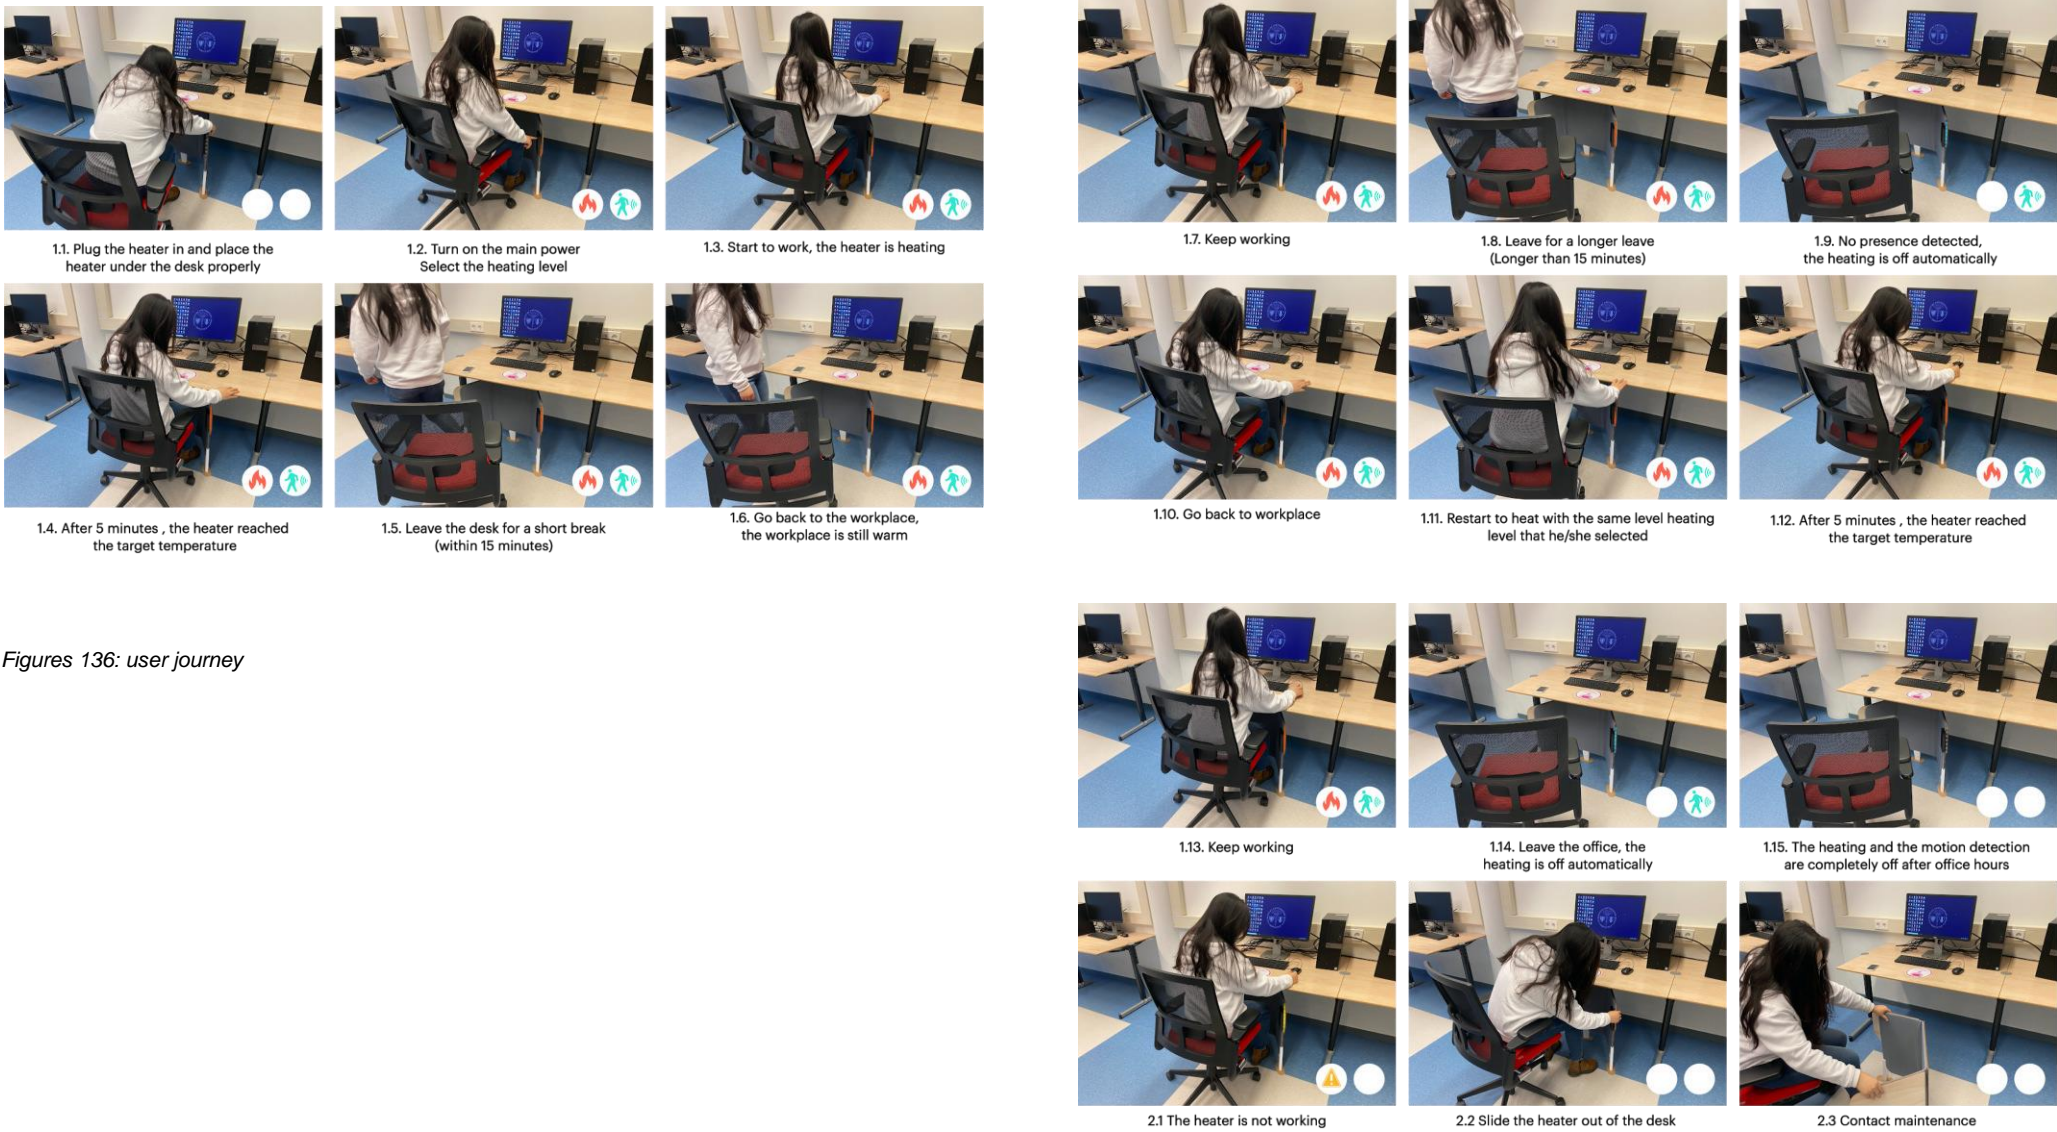 1.1. Plug the heater in and place the
heater under the desk properly
1.2. Turn on the main power
Select the heating level
1.3. Start to work, the heater is heating
1.4. After 5 minutes , the heater reached
the target temperature
1.5. Leave the desk for a short break
(within 15 minutes)
1.6. Go back to the workplace,
the workplace is still warm
Figures 136: user journey
1.7. Keep working
1.8. Leave for a longer leave
(Longer than 15 minutes)
1.9. No presence detected,
the heating is off automatically
1.10. Go back to workplace
1.11. Restart to heat with the same level heating
level that he/she selected
1.12. After 5 minutes , the heater reached
the target temperature
1.13. Keep working
1.14. Leave the office, the
heating is off automatically
1.15. The heating and the motion detection
are completely off after office hours
2.1 The heater is not working
2.2 Slide the heater out of the desk
2.3 Contact maintenance